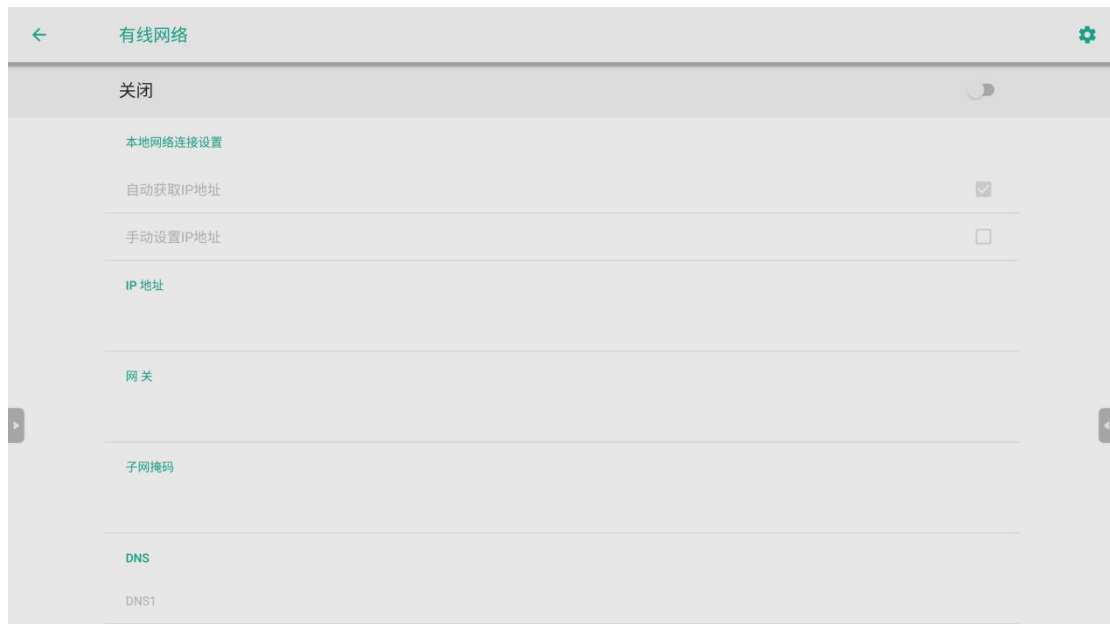 有线网络
关闭
本地网络连接设置
自动获取IP地址
手动设置IP地址
IP 地址
网 关
子网掩码
DNS
DNS1